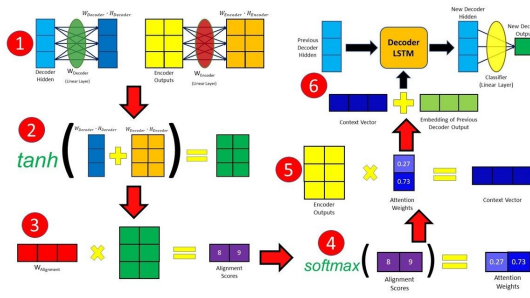 1
W_Decoder · H_Decoder
Decoder
Hidden
W_Decoder
(Linear Layer)
W_Encoder · H_Encoder
Encoder
Outputs
(Linear Layer)
2
tanh
W_Decoder · H_Decoder
W_Encoder · H_Encoder
3
W_Alignment
8 9
Alignment
Scores
4
softmax
8 9
Alignment
Scores
0.27 0.73
Attention
Weights
5
Encoder
Outputs
0.27
0.73
Attention
Weights
Context Vector
6
Context Vector
Embedding of Previous
Decoder Output
Previous
Decoder
Hidden
Decoder
LSTM
New Decoder
Hidden
Classifier
(Linear Layer)
New De
Outp